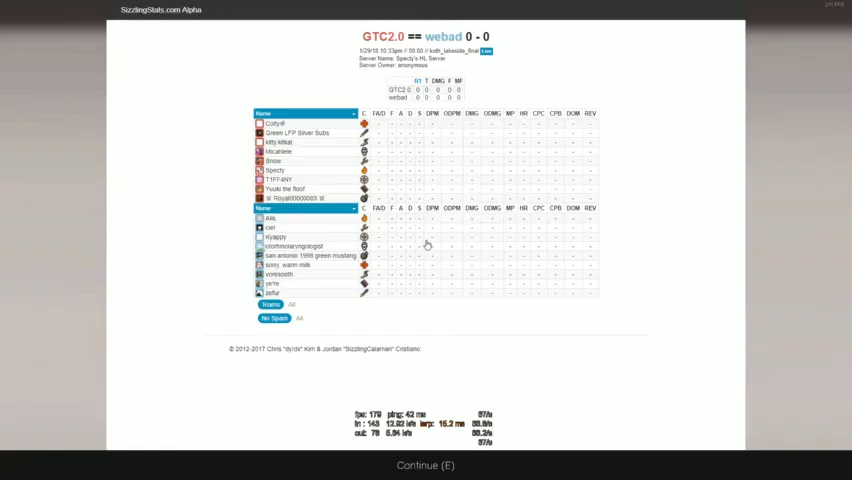 SizzlingStats.com Alpha
211 FPS
GTC2.0 == webad 0 - 0
1/29/18 10:33pm // 00:00 // koth_lakeside_final Live
Server Name: Specty's HL Server
Server Owner: anonymous
R1 T DMG F MF
GTC2.0 0 0 0 0 0
webad 0 0 0 0 0
Name C FA/D F A D S DPM ODPM DMG ODMG MP HR CPC CPB DOM REV
Green LFP Silver Subs - - - - - - - - - - - - - - -
kitty.kitkat - - - - - - - - - - - - - - -
Micahlele - - - - - - - - - - - - - - -
Snow - - - - - - - - - - - - - - -
Specty - - - - - - - - - - - - - - -
T1FF4NY - - - - - - - - - - - - - - -
Yuuki the floof - - - - - - - - - - - - - - -
Name C FA/D F A D S DPM ODPM DMG ODMG MP HR CPC CPB DOM REV
Alis - - - - - - - - - - - - - - -
cier - - - - - - - - - - - - - - -
Kyappy - - - - - - - - - - - - - - -
otorhinolaryngologist - - - - - - - - - - - - - - -
san antonio 1998 green mustang - - - - - - - - - - - - - - -
sorry, warm milk - - - - - - - - - - - - - - -
voresooth - - - - - - - - - - - - - - -
yeYe - - - - - - - - - - - - - - -
zefur - - - - - - - - - - - - - - -
Teams All
No Spam All
© 2012-2017 Chris "dy/dx" Kim & Jordan "SizzlingCalamari" Cristiano
fps: 179 ping: 42 ms
in : 143 12.92 k/s lerp: 15.2 ms
out: 78 5.84 k/s
Continue (E)